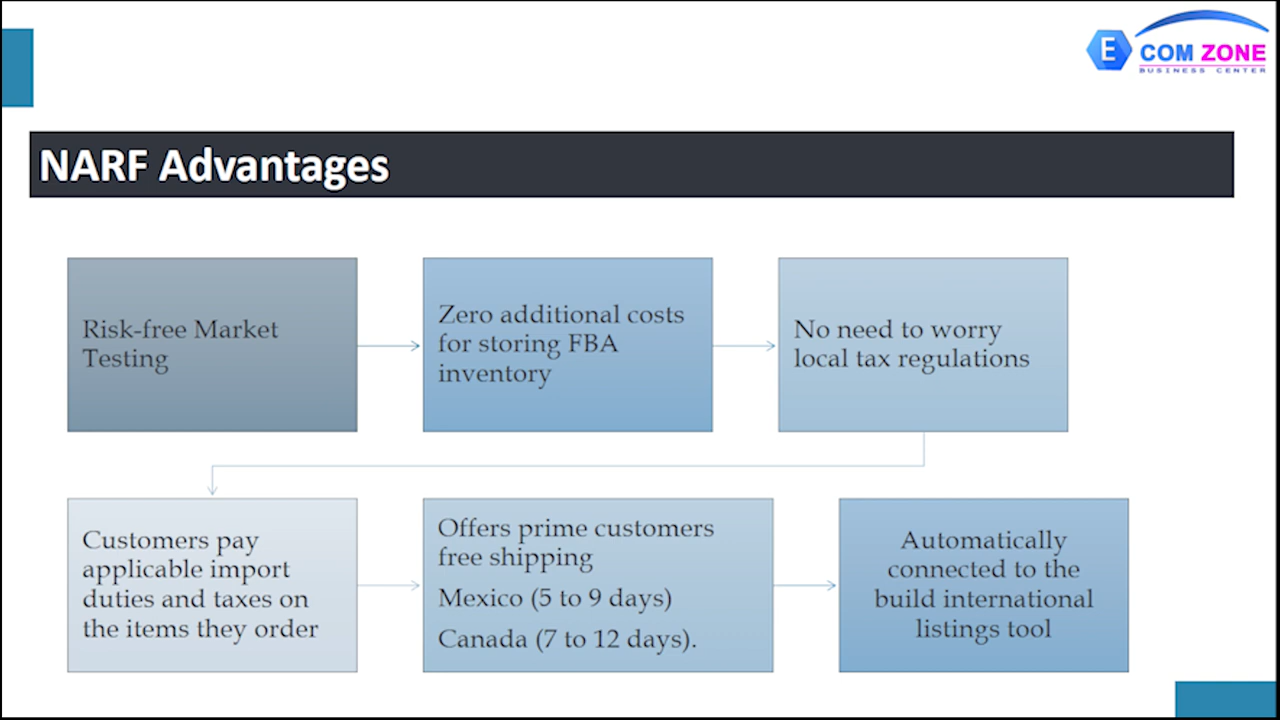 E COM ZONE
BUSINESS CENTER
NARF Advantages
Risk-free Market
Testing
Zero additional costs
for storing FBA
inventory
No need to worry
local tax regulations
Customers pay
applicable import
duties and taxes on
the items they order
Offers prime customers
free shipping
Mexico (5 to 9 days)
Canada (7 to 12 days).
Automatically
connected to the
build international
listings tool